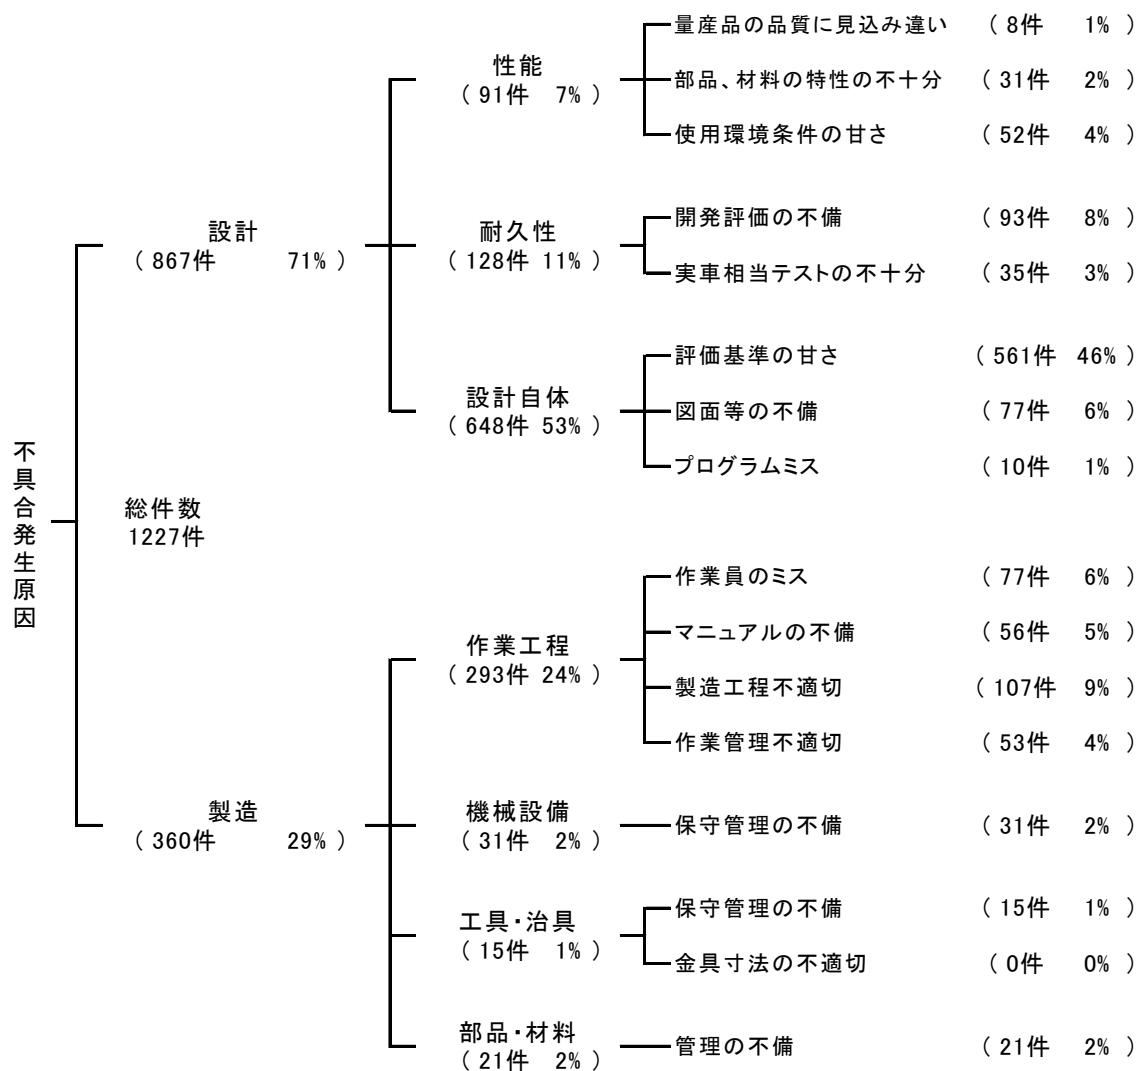 不具合発生原因
総件数
1227件
設計
( 867件 71% )
性能
( 91件 7% )
量産品の品質に見込み違い ( 8件 1% )
部品、材料の特性の不十分 ( 31件 2% )
使用環境条件の甘さ ( 52件 4% )
耐久性
( 128件 11% )
開発評価の不備 ( 93件 8% )
実車相当テストの不十分 ( 35件 3% )
設計自体
( 648件 53% )
評価基準の甘さ ( 561件 46% )
図面等の不備 ( 77件 6% )
プログラムミス ( 10件 1% )
製造
( 360件 29% )
作業工程
( 293件 24% )
作業員のミス ( 77件 6% )
マニュアルの不備 ( 56件 5% )
製造工程不適切 ( 107件 9% )
作業管理不適切 ( 53件 4% )
機械設備
( 31件 2% )
保守管理の不備 ( 31件 2% )
工具・治具
( 15件 1% )
保守管理の不備 ( 15件 1% )
金具寸法の不適切 ( 0件 0% )
部品・材料
( 21件 2% )
管理の不備 ( 21件 2% )